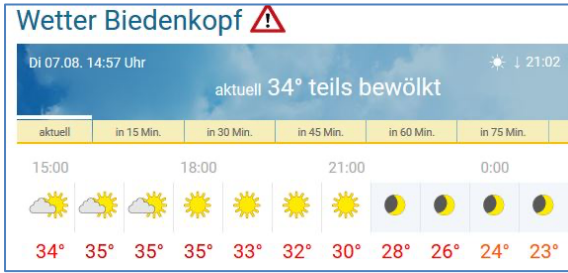 Wetter Biedenkopf
Di 07.08. 14:57 Uhr ↓ 21:02
aktuell 34° teils bewölkt
aktuell in 15 Min. in 30 Min. in 45 Min. in 60 Min. in 75 Min.
15:00 18:00 21:00 0:00
34° 35° 35° 35° 33° 32° 30° 28° 26° 24° 23°